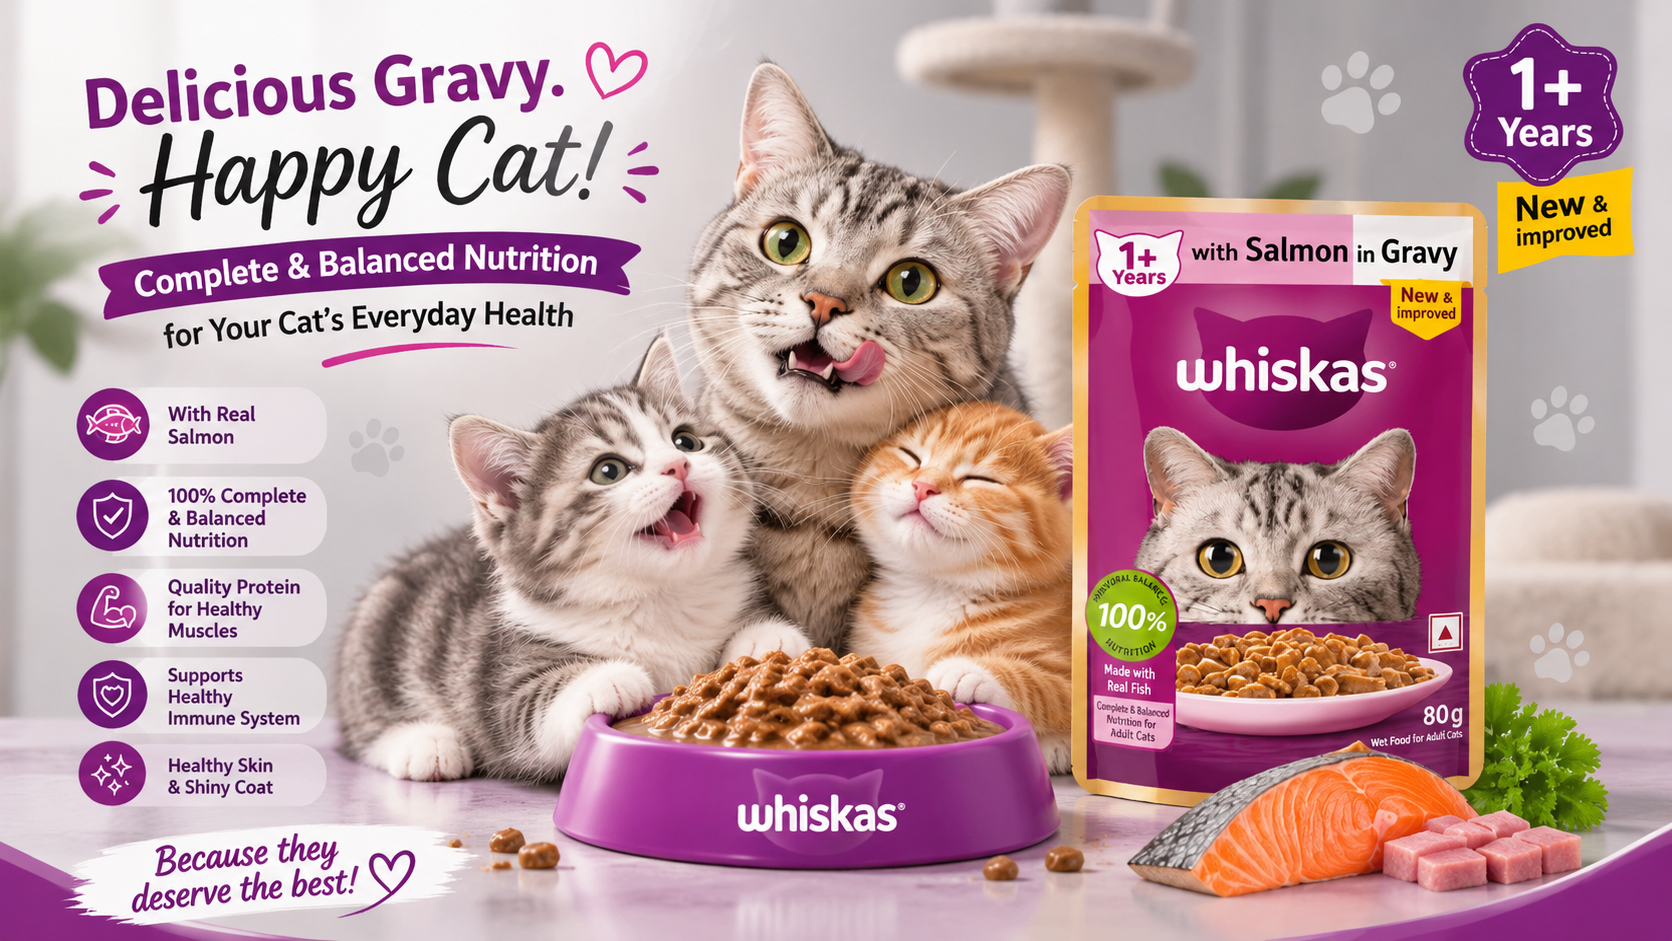 Delicious Gravy.
Happy Cat!
Complete & Balanced Nutrition
for Your Cat's Everyday Health
With Real
Salmon
100% Complete
& Balanced
Nutrition
Quality Protein
for Healthy
Muscles
Supports
Healthy
Immune System
Healthy Skin
& Shiny Coat
Because they
deserve the best!
whiskas®
1+
Years
with Salmon in Gravy
New &
improved
whiskas®
100%
NUTRITION
Made with
Real Fish
Complete & Balanced
Nutrition for
Adult Cats
80g
Wet Food for Adult Cats
1+
Years
New &
improved